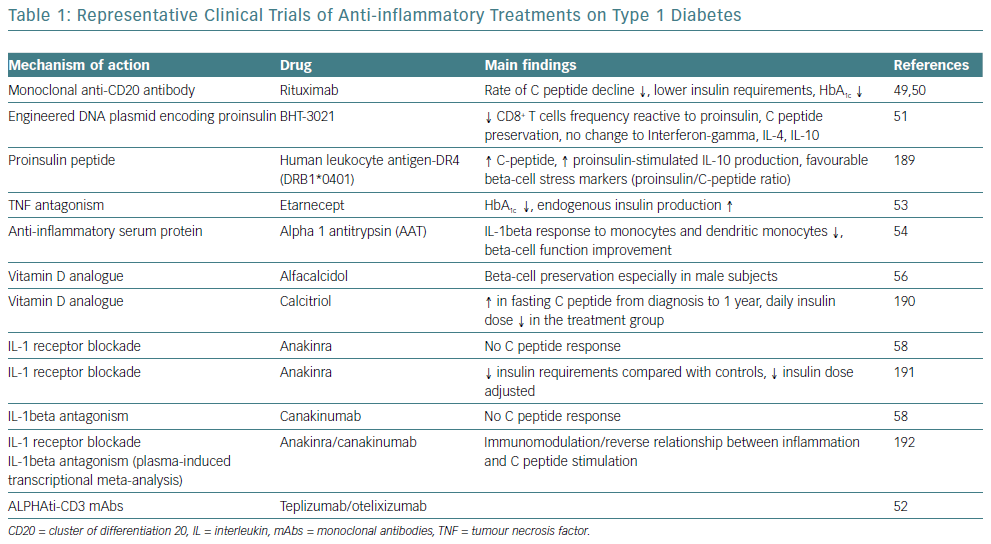 Table 1: Representative Clinical Trials of Anti-inflammatory Treatments on Type 1 Diabetes
Mechanism of action Drug Main findings References
Monoclonal anti-CD20 antibody Rituximab Rate of C peptide decline ↓, lower insulin requirements, HbA1c ↓ 49,50
Engineered DNA plasmid encoding proinsulin BHT-3021 ↓ CD8+ T cells frequency reactive to proinsulin, C peptide 51
preservation, no change to Interferon-gamma, IL-4, IL-10
Proinsulin peptide Human leukocyte antigen-DR4 ↑ C-peptide, ↑ proinsulin-stimulated IL-10 production, favourable 189
(DRB1*0401) beta-cell stress markers (proinsulin/C-peptide ratio)
TNF antagonism Etarnecept HbA1c ↓, endogenous insulin production ↑ 53
Anti-inflammatory serum protein Alpha 1 antitrypsin (AAT) IL-1beta response to monocytes and dendritic monocytes ↓, 54
beta-cell function improvement
Vitamin D analogue Alfacalcidol Beta-cell preservation especially in male subjects 56
Vitamin D analogue Calcitriol ↑ in fasting C peptide from diagnosis to 1 year, daily insulin 190
dose ↓ in the treatment group
IL-1 receptor blockade Anakinra No C peptide response 58
IL-1 receptor blockade Anakinra ↓ insulin requirements compared with controls, ↓ insulin dose 191
adjusted
IL-1beta antagonism Canakinumab No C peptide response 58
IL-1 receptor blockade Anakinra/canakinumab Immunomodulation/reverse relationship between inflammation 192
IL-1beta antagonism (plasma-induced and C peptide stimulation
transcriptional meta-analysis)
ALPHAti-CD3 mAbs Teplizumab/otelixizumab 52
CD20 = cluster of differentiation 20, IL = interleukin, mAbs = monoclonal antibodies, TNF = tumour necrosis factor.